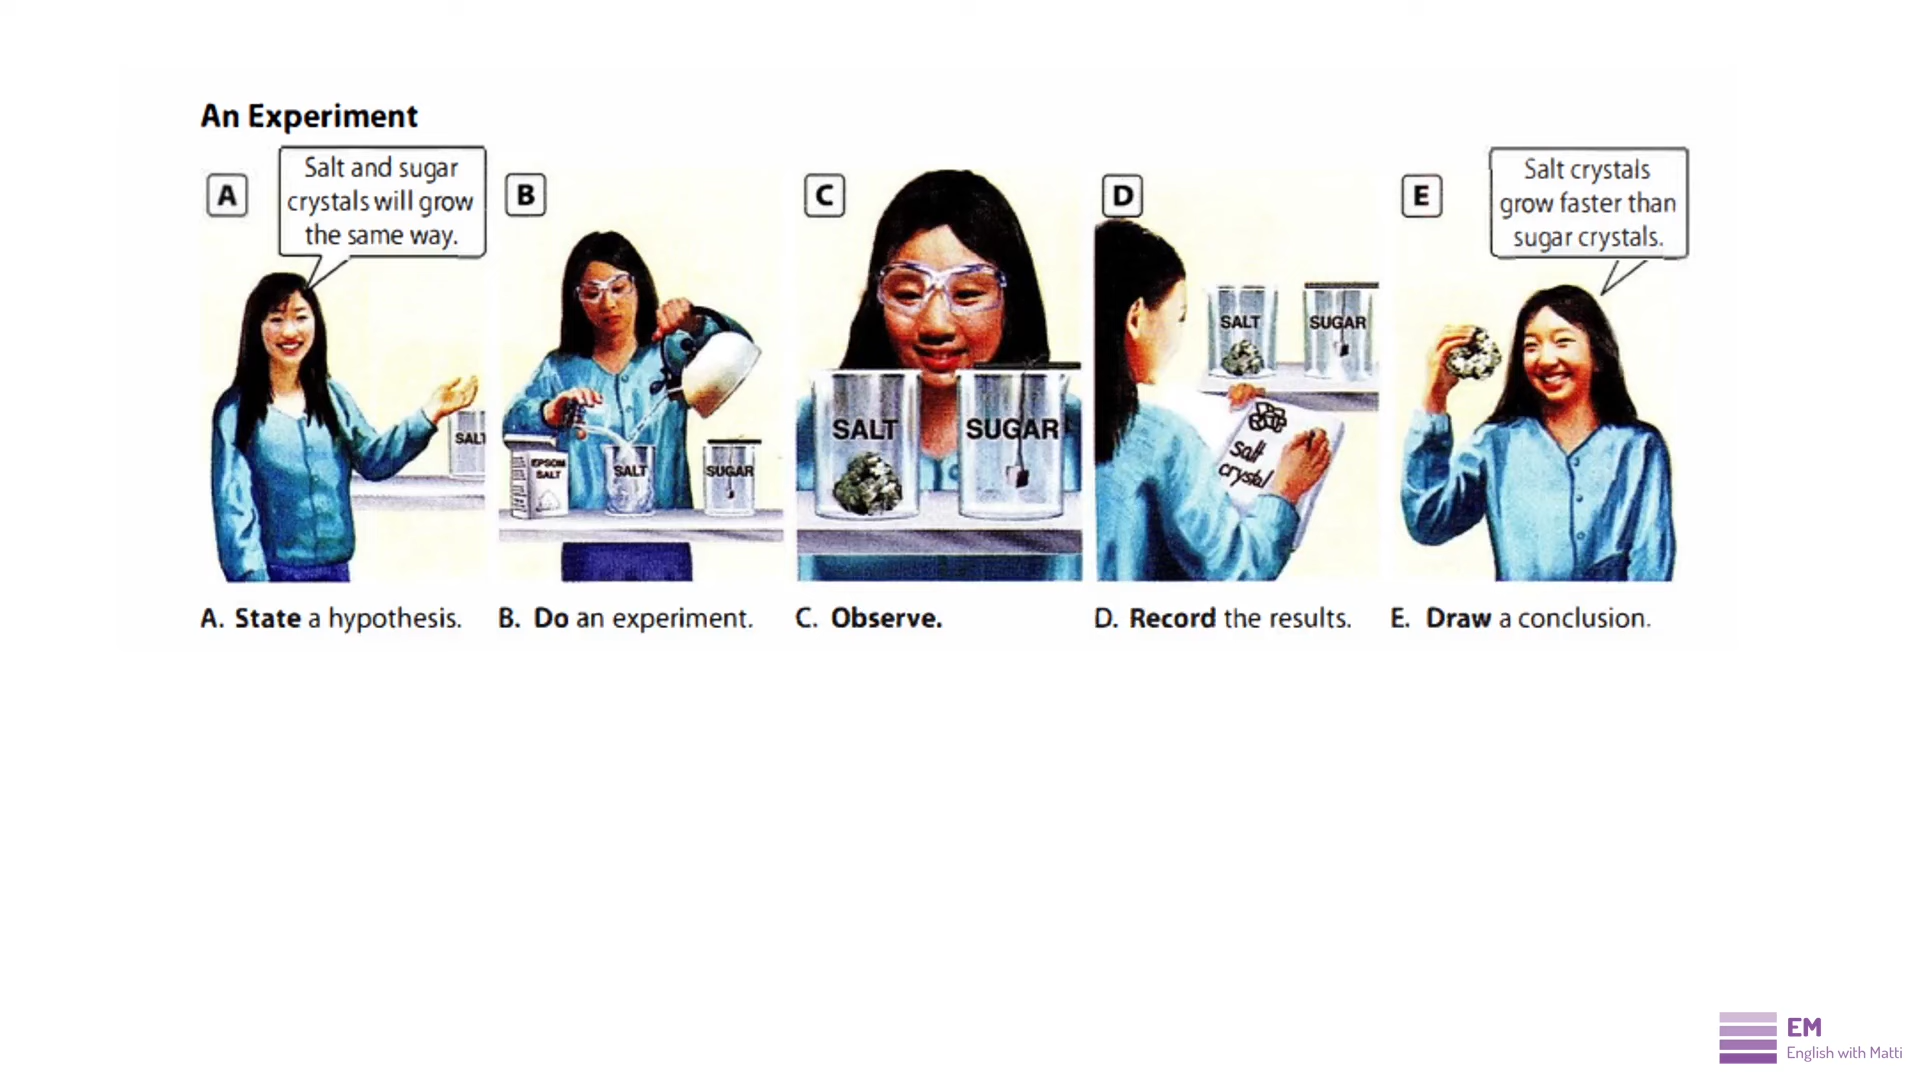 An Experiment
A
Salt and sugar
crystals will grow
the same way.
SALT
B
EPSOM
SALT
SALT
SUGAR
C
SALT
SUGAR
D
SALT
SUGAR
Salt
crystal
E
Salt crystals
grow faster than
sugar crystals.
A. State a hypothesis.
B. Do an experiment.
C. Observe.
D. Record the results.
E. Draw a conclusion.
EM
English with Matti